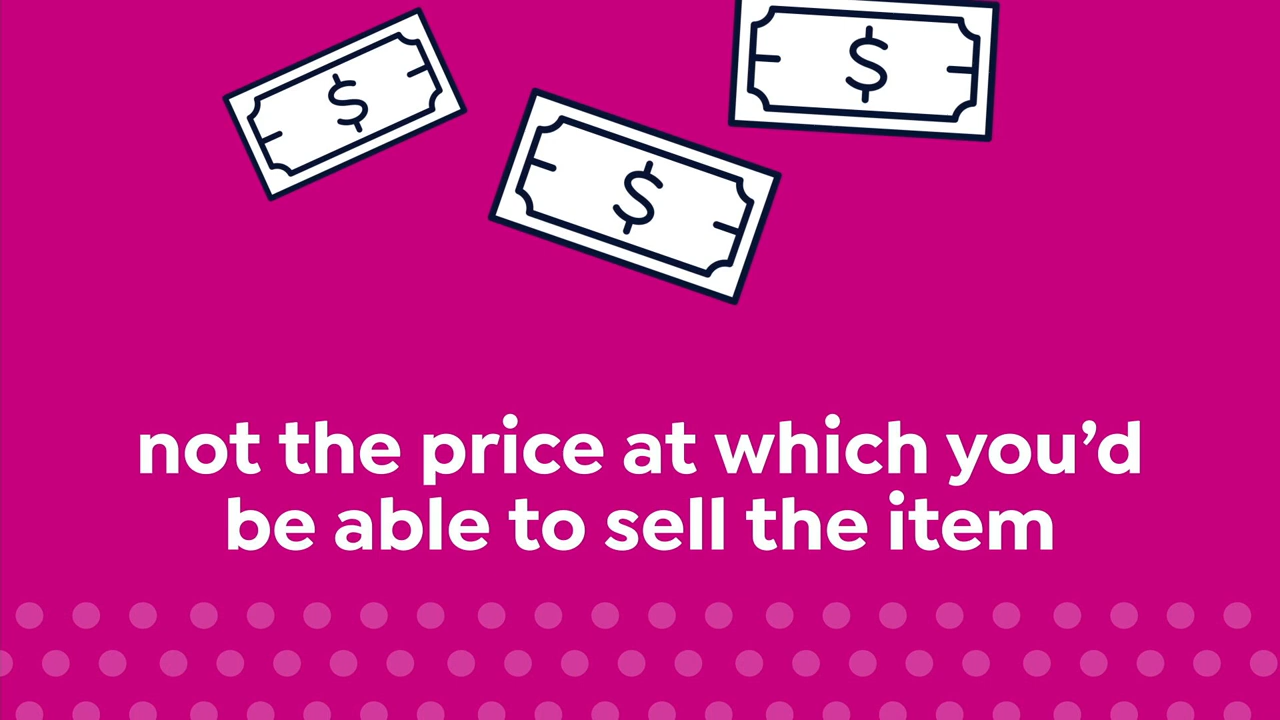 $
$
$
not the price at which you’d
be able to sell the item